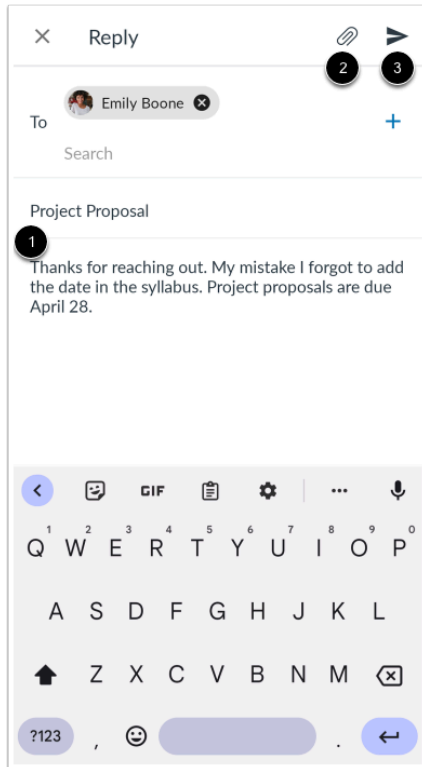 Reply
2
3
Emily Boone
To
Search
Project Proposal
1
Thanks for reaching out. My mistake I forgot to add
the date in the syllabus. Project proposals are due
April 28.
GIF
1 2 3 4 5 6 7 8 9 0
Q W E R T Y U I O P
A S D F G H J K L
Z X C V B N M
?123 , .